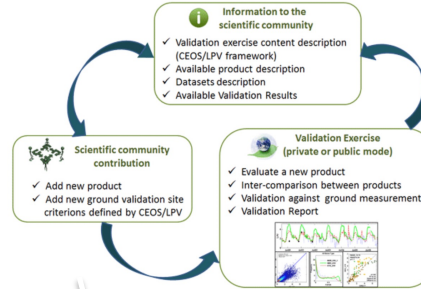 Information to the
scientific community
✓ Validation exercise content description
(CEOS/LPV framework)
✓ Available product description
✓ Datasets description
✓ Available Validation Results
Scientific community
contribution
✓ Add new product
✓ Add new ground validation site
criterions defined by CEOS/LPV
Validation Exercise
(private or public mode)
✓ Evaluate a new product
✓ Inter-comparison between products
✓ Validation against ground measurement
✓ Validation Report